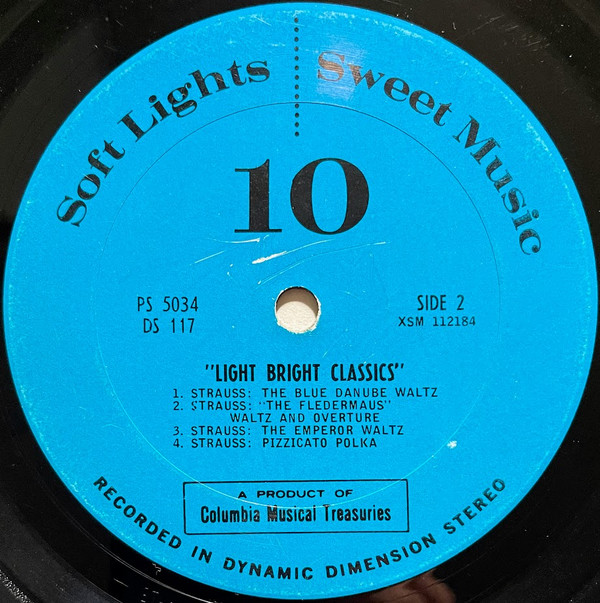 Soft Lights Sweet Music
10
PS 5034
DS 117
SIDE 2
XSM 112184
"LIGHT BRIGHT CLASSICS"
1. STRAUSS: THE BLUE DANUBE WALTZ
2. STRAUSS: "THE FLEDERMAUS"
WALTZ AND OVERTURE
3. STRAUSS: THE EMPEROR WALTZ
4. STRAUSS: PIZZICATO POLKA
A PRODUCT OF
Columbia Musical Treasuries
RECORDED IN DYNAMIC DIMENSION STEREO